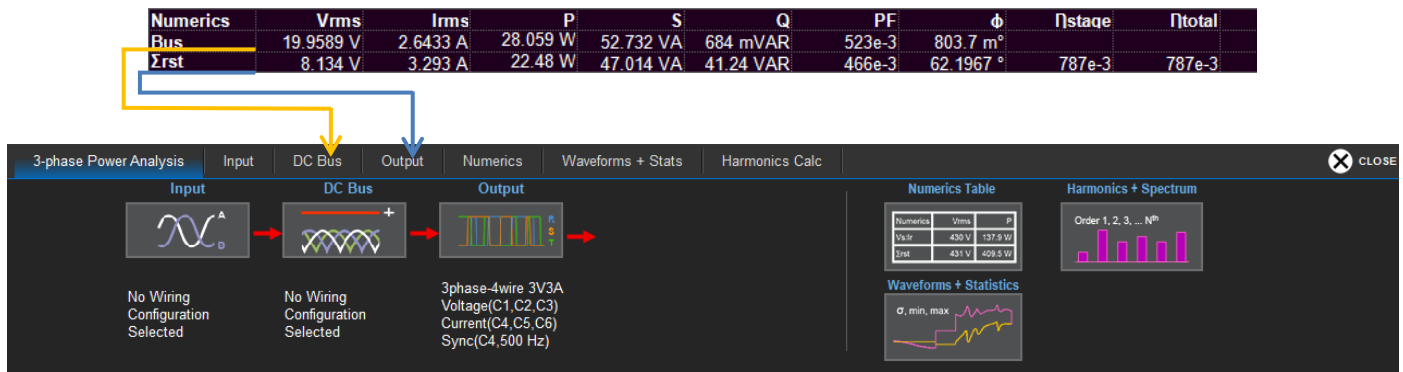 Numerics Vrms Irms P S Q PF ф ηstage ηtotal
Bus 19.9589 V 2.6433 A 28.059 W 52.732 VA 684 mVAR 523e-3 803.7 m°
Σrst 8.134 V 3.293 A 22.48 W 47.014 VA 41.24 VAR 466e-3 62.1967 ° 787e-3 787e-3
3-phase Power Analysis Input DC Bus Output Numerics Waveforms + Stats Harmonics Calc CLOSE
Input DC Bus Output Numerics Table Harmonics + Spectrum
A
B
+
R
S
T
Numerics Vrms P
Vs:Ir 430 V 137.9 W
Σrst 431 V 409.5 W
Order 1, 2, 3, ... Nth
No Wiring
Configuration
Selected
No Wiring
Configuration
Selected
3phase-4wire 3V3A
Voltage(C1,C2,C3)
Current(C4,C5,C6)
Sync(C4,500 Hz)
Waveforms + Statistics
σ, min, max